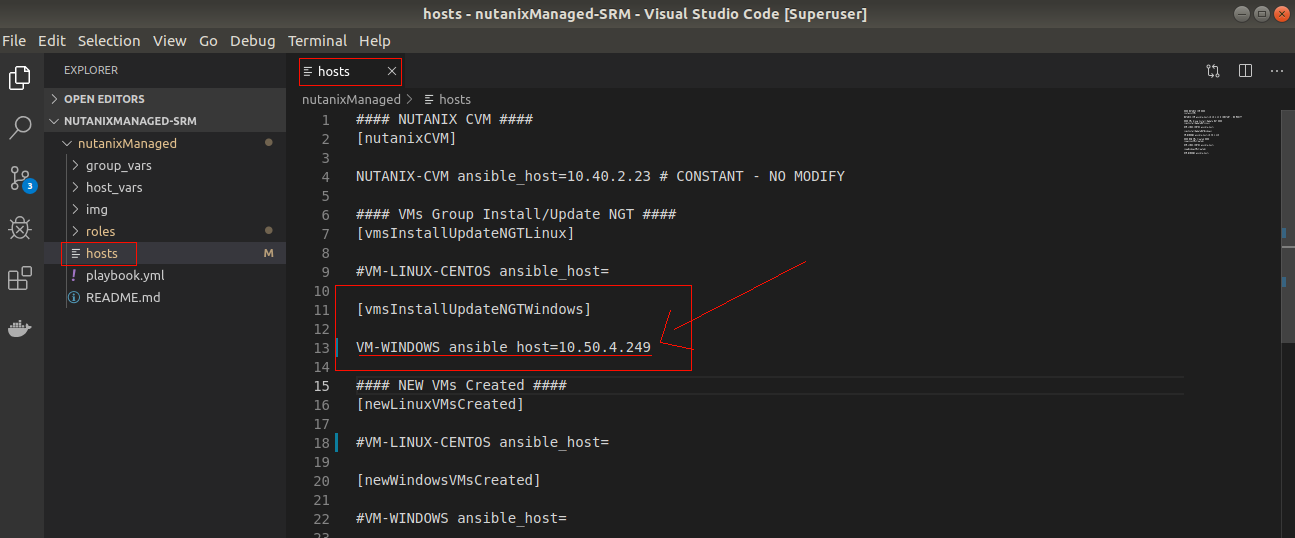 hosts - nutanixManaged-SRM - Visual Studio Code [Superuser]
File Edit Selection View Go Debug Terminal Help
EXPLORER
OPEN EDITORS
NUTANIXMANAGED-SRM
nutanixManaged
group_vars
host_vars
img
roles
hosts M
playbook.yml
README.md
3
hosts
nutanixManaged > hosts
1 #### NUTANIX CVM ####
2 [nutanixCVM]
3
4 NUTANIX-CVM ansible_host=10.40.2.23 # CONSTANT - NO MODIFY
5
6 #### VMs Group Install/Update NGT ####
7 [vmsInstallUpdateNGTLinux]
8
9 #VM-LINUX-CENTOS ansible_host=
10
11 [vmsInstallUpdateNGTWindows]
12
13 VM-WINDOWS ansible_host=10.50.4.249
14
15 #### NEW VMs Created ####
16 [newLinuxVMsCreated]
17
18 #VM-LINUX-CENTOS ansible_host=
19
20 [newWindowsVMsCreated]
21
22 #VM-WINDOWS ansible_host=
23